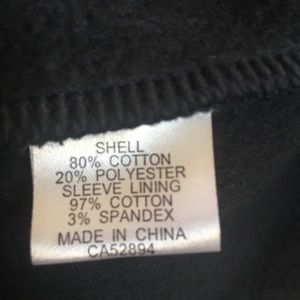 SHELL
80% COTTON
20% POLYESTER
SLEEVE LINING
97% COTTON
3% SPANDEX
MADE IN CHINA
CA52894